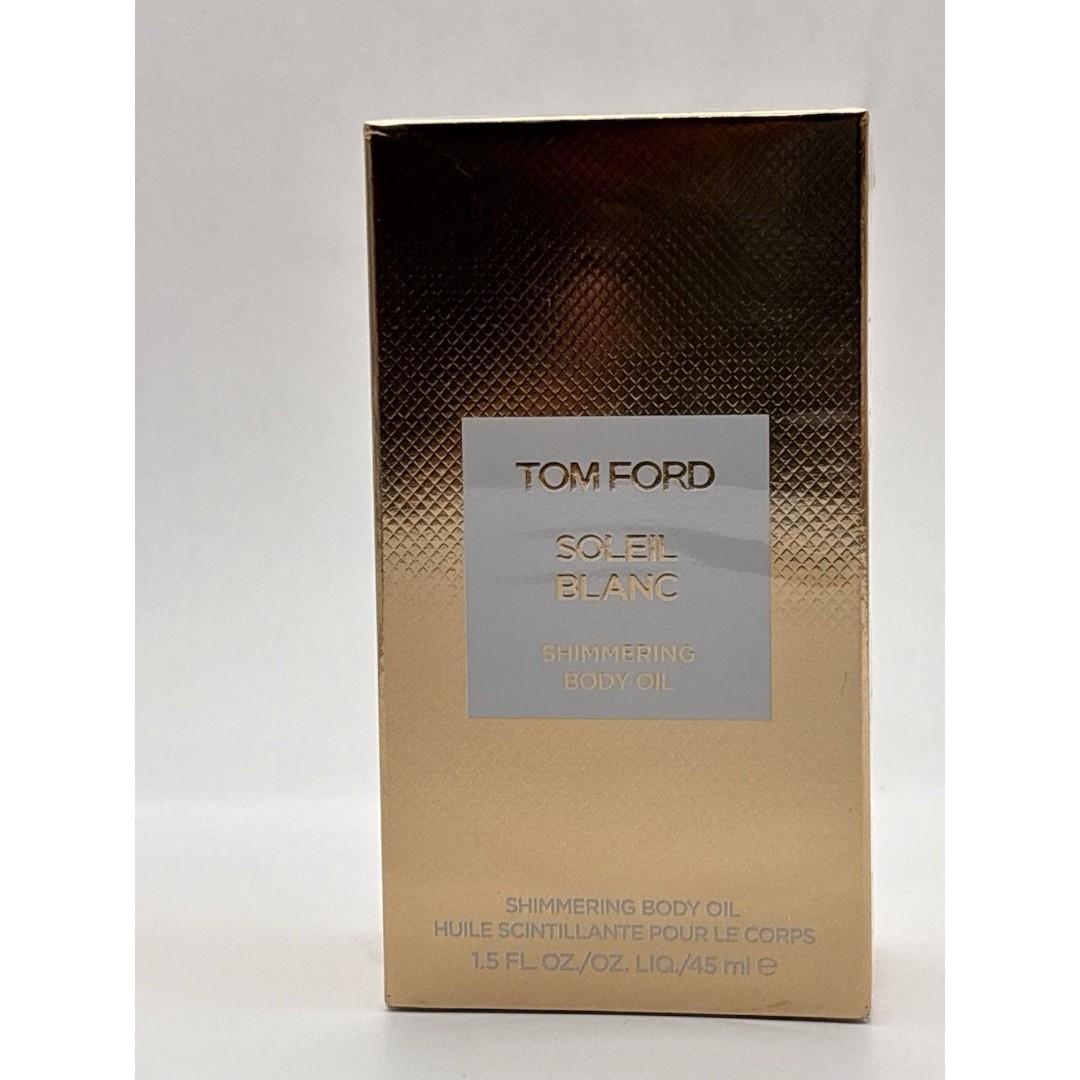 TOM FORD
SOLEIL
BLANC
SHIMMERING
BODY OIL
SHIMMERING BODY OIL
HUILE SCINTILLANTE POUR LE CORPS
1.5 FL. OZ./OZ. LIQ./45 ml ℮